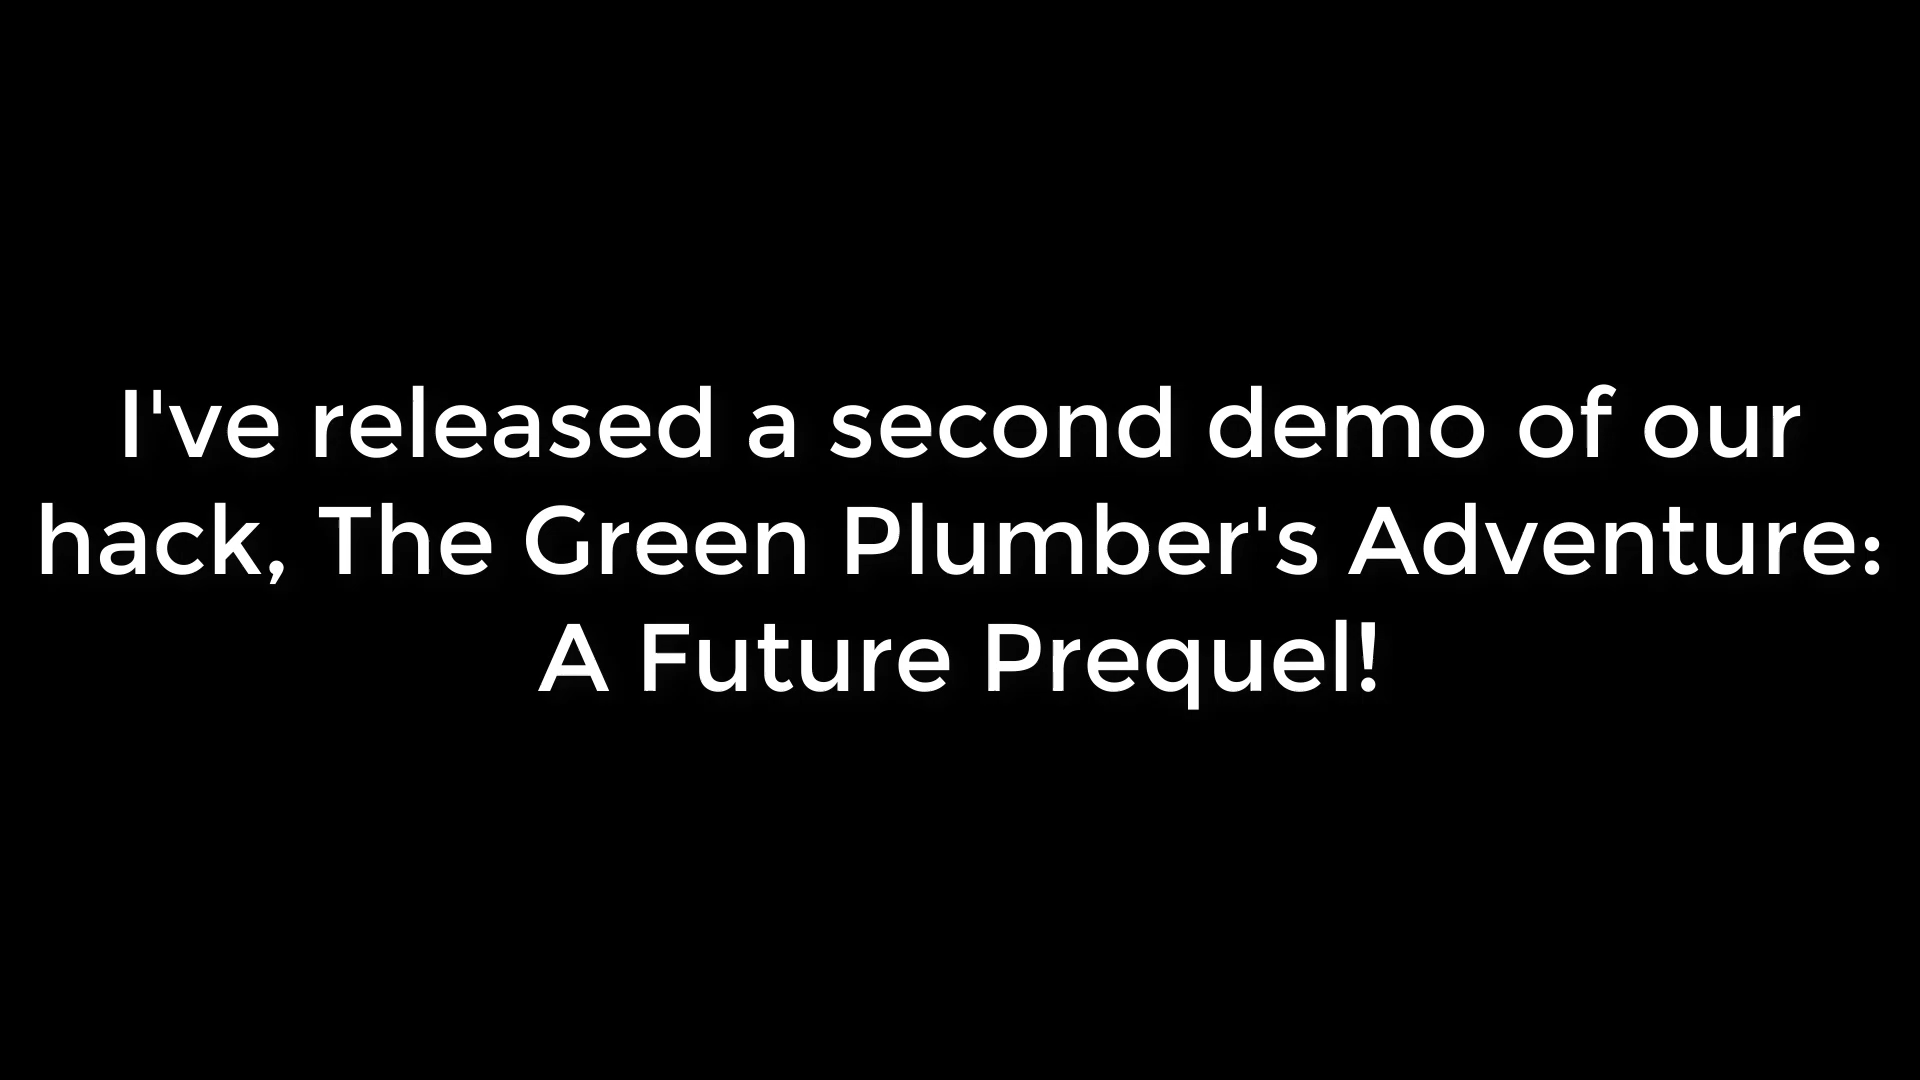 I've released a second demo of our
hack, The Green Plumber's Adventure:
A Future Prequel!